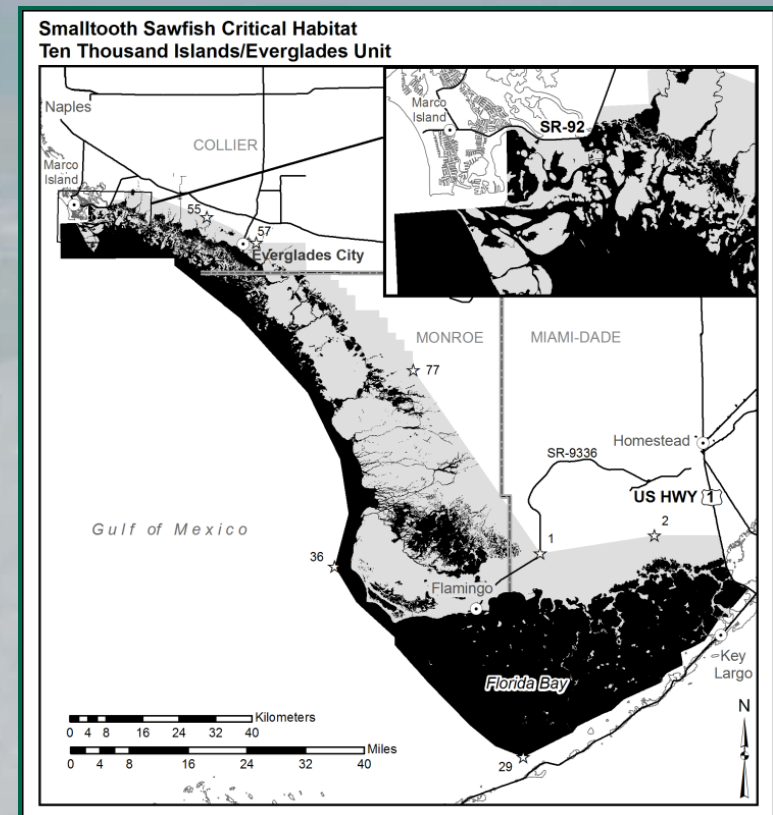 Smalltooth Sawfish Critical Habitat
Ten Thousand Islands/Everglades Unit
Naples
COLLIER
Marco
Island
Marco
Island
SR-92
55
57
Everglades City
MONROE
MIAMI-DADE
77
Homestead
SR-9336
US HWY 1
Gulf of Mexico
36
1
2
Flamingo
Key
Largo
Florida Bay
Kilometers
0 2 4 8 16 24 32 40
Miles
0 4 8 16 24 32 40
29
N